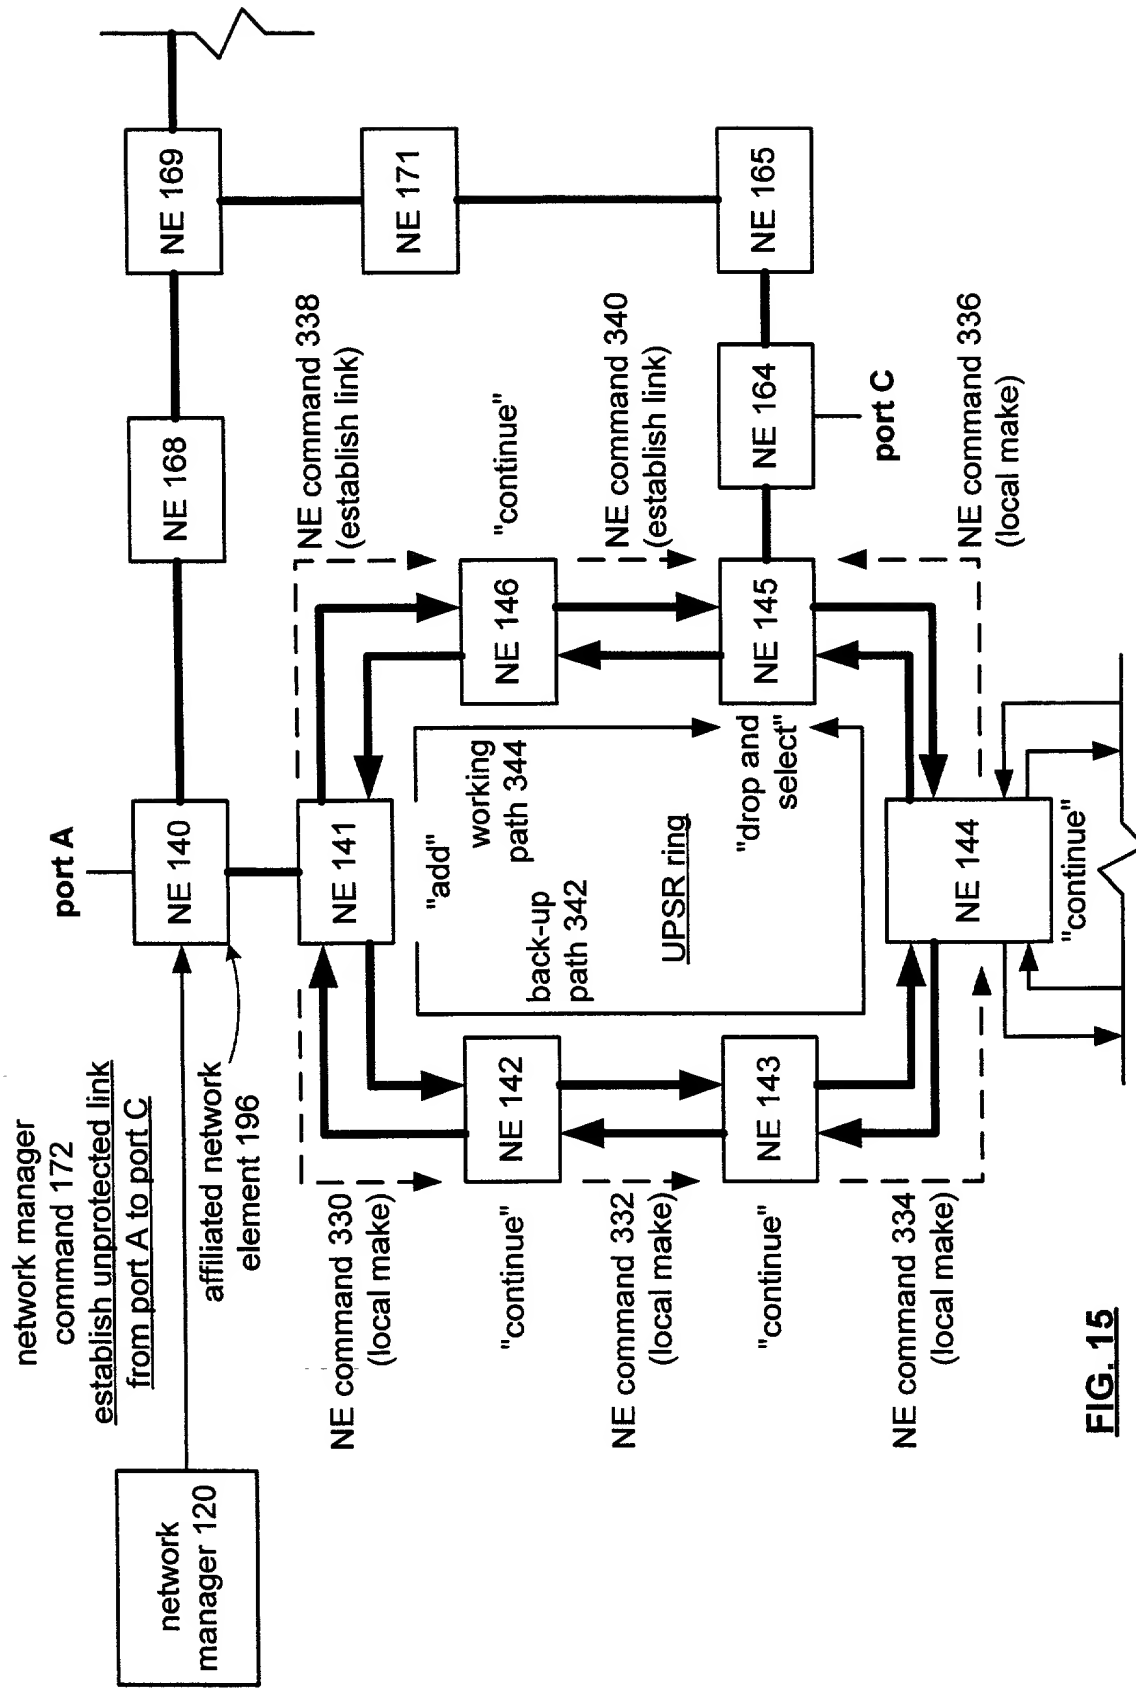 network manager
command 172
establish unprotected link
from port A to port C
network
manager 120
affiliated network
element 196
port A
NE 140
NE 168
NE 169
NE 171
NE 165
NE 164
port C
NE 141
"add"
NE command 330
(local make)
NE 142
"continue"
NE command 332
(local make)
NE 143
"continue"
NE command 334
(local make)
NE 144
"continue"
NE command 336
(local make)
NE command 338
(establish link)
NE 146
"continue"
NE command 340
(establish link)
NE 145
"drop and
select"
working
path 344
back-up
path 342
UPSR ring
FIG. 15